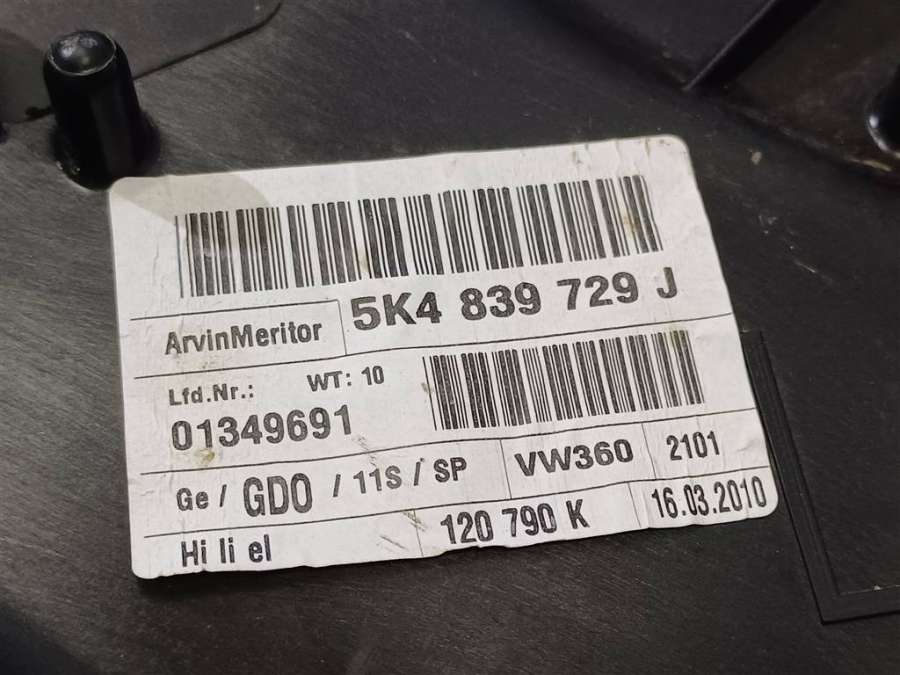 5K4 839 729 J
ArvinMeritor
Lfd.Nr.: WT: 10
01349691
Ge / GDO / 11S / SP VW360 2101
Hi li el 120 790 K 16.03.2010